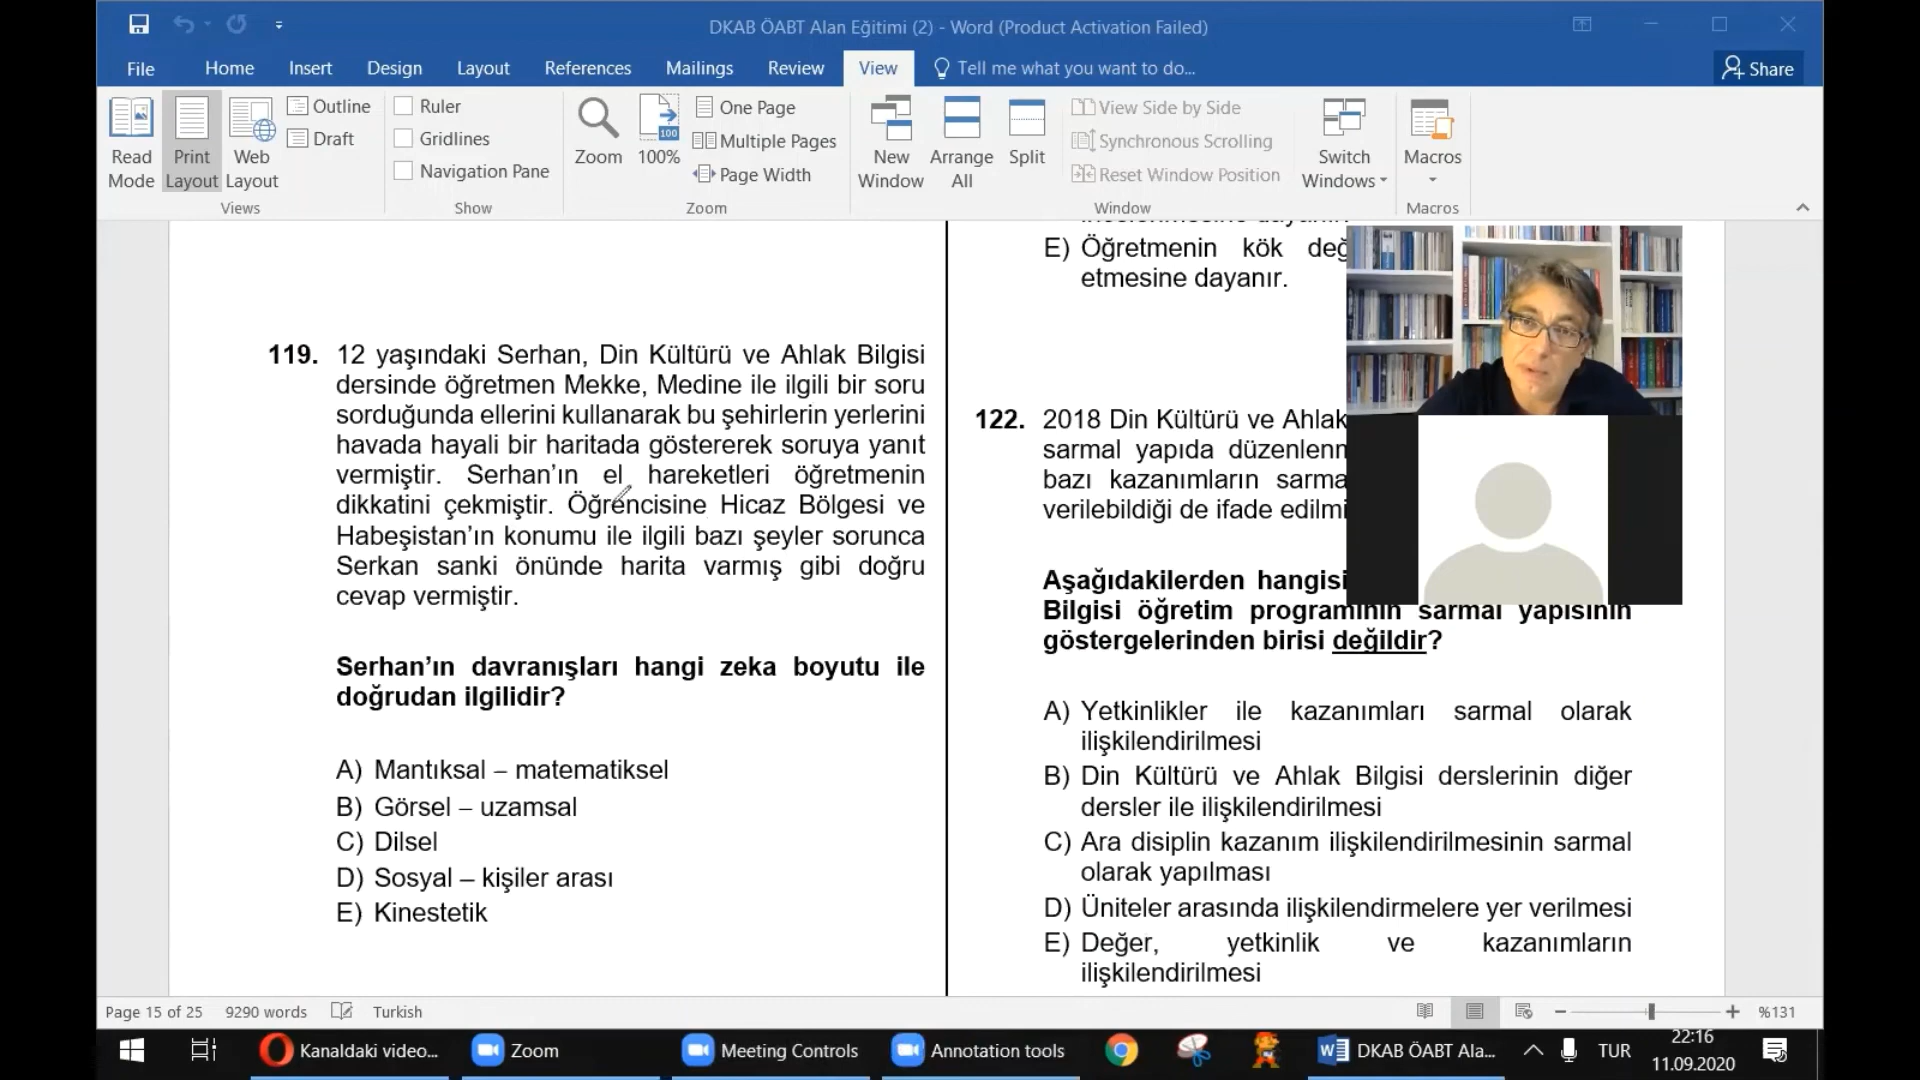 DKAB ÖABT Alan Eğitimi (2) - Word (Product Activation Failed)
File Home Insert Design Layout References Mailings Review View Tell me what you want to do... Share
Read Mode
Print Layout
Web Layout
Outline
Draft
Views
Ruler
Gridlines
Navigation Pane
Show
Zoom
100
100%
One Page
Multiple Pages
Page Width
Zoom
New Window
Arrange All
Split
View Side by Side
Synchronous Scrolling
Reset Window Position
Window
Switch Windows
Macros
Macros
119. 12 yaşındaki Serhan, Din Kültürü ve Ahlak Bilgisi
dersinde öğretmen Mekke, Medine ile ilgili bir soru
sorduğunda ellerini kullanarak bu şehirlerin yerlerini
havada hayali bir haritada göstererek soruya yanıt
vermiştir. Serhan’ın el hareketleri öğretmenin
dikkatini çekmiştir. Öğrencisine Hicaz Bölgesi ve
Habeşistan’ın konumu ile ilgili bazı şeyler sorunca
Serkan sanki önünde harita varmış gibi doğru
cevap vermiştir.
Serhan’ın davranışları hangi zeka boyutu ile
doğrudan ilgilidir?
A) Mantıksal – matematiksel
B) Görsel – uzamsal
C) Dilsel
D) Sosyal – kişiler arası
E) Kinestetik
E) Öğretmenin kök değ
etmesine dayanır.
122. 2018 Din Kültürü ve Ahlak
sarmal yapıda düzenlenm
bazı kazanımların sarma
verilebildiği de ifade edilmi
Aşağıdakilerden hangisi
Bilgisi öğretim programının sarmal yapısının
göstergelerinden birisi değildir?
A) Yetkinlikler ile kazanımları sarmal olarak
ilişkilendirilmesi
B) Din Kültürü ve Ahlak Bilgisi derslerinin diğer
dersler ile ilişkilendirilmesi
C) Ara disiplin kazanım ilişkilendirilmesinin sarmal
olarak yapılması
D) Üniteler arasında ilişkilendirmelere yer verilmesi
E) Değer, yetkinlik ve kazanımların
ilişkilendirilmesi
Page 15 of 25 9290 words Turkish %131
Kanaldaki video... Zoom Meeting Controls Annotation tools DKAB ÖABT Ala... TUR
22:16
11.09.2020